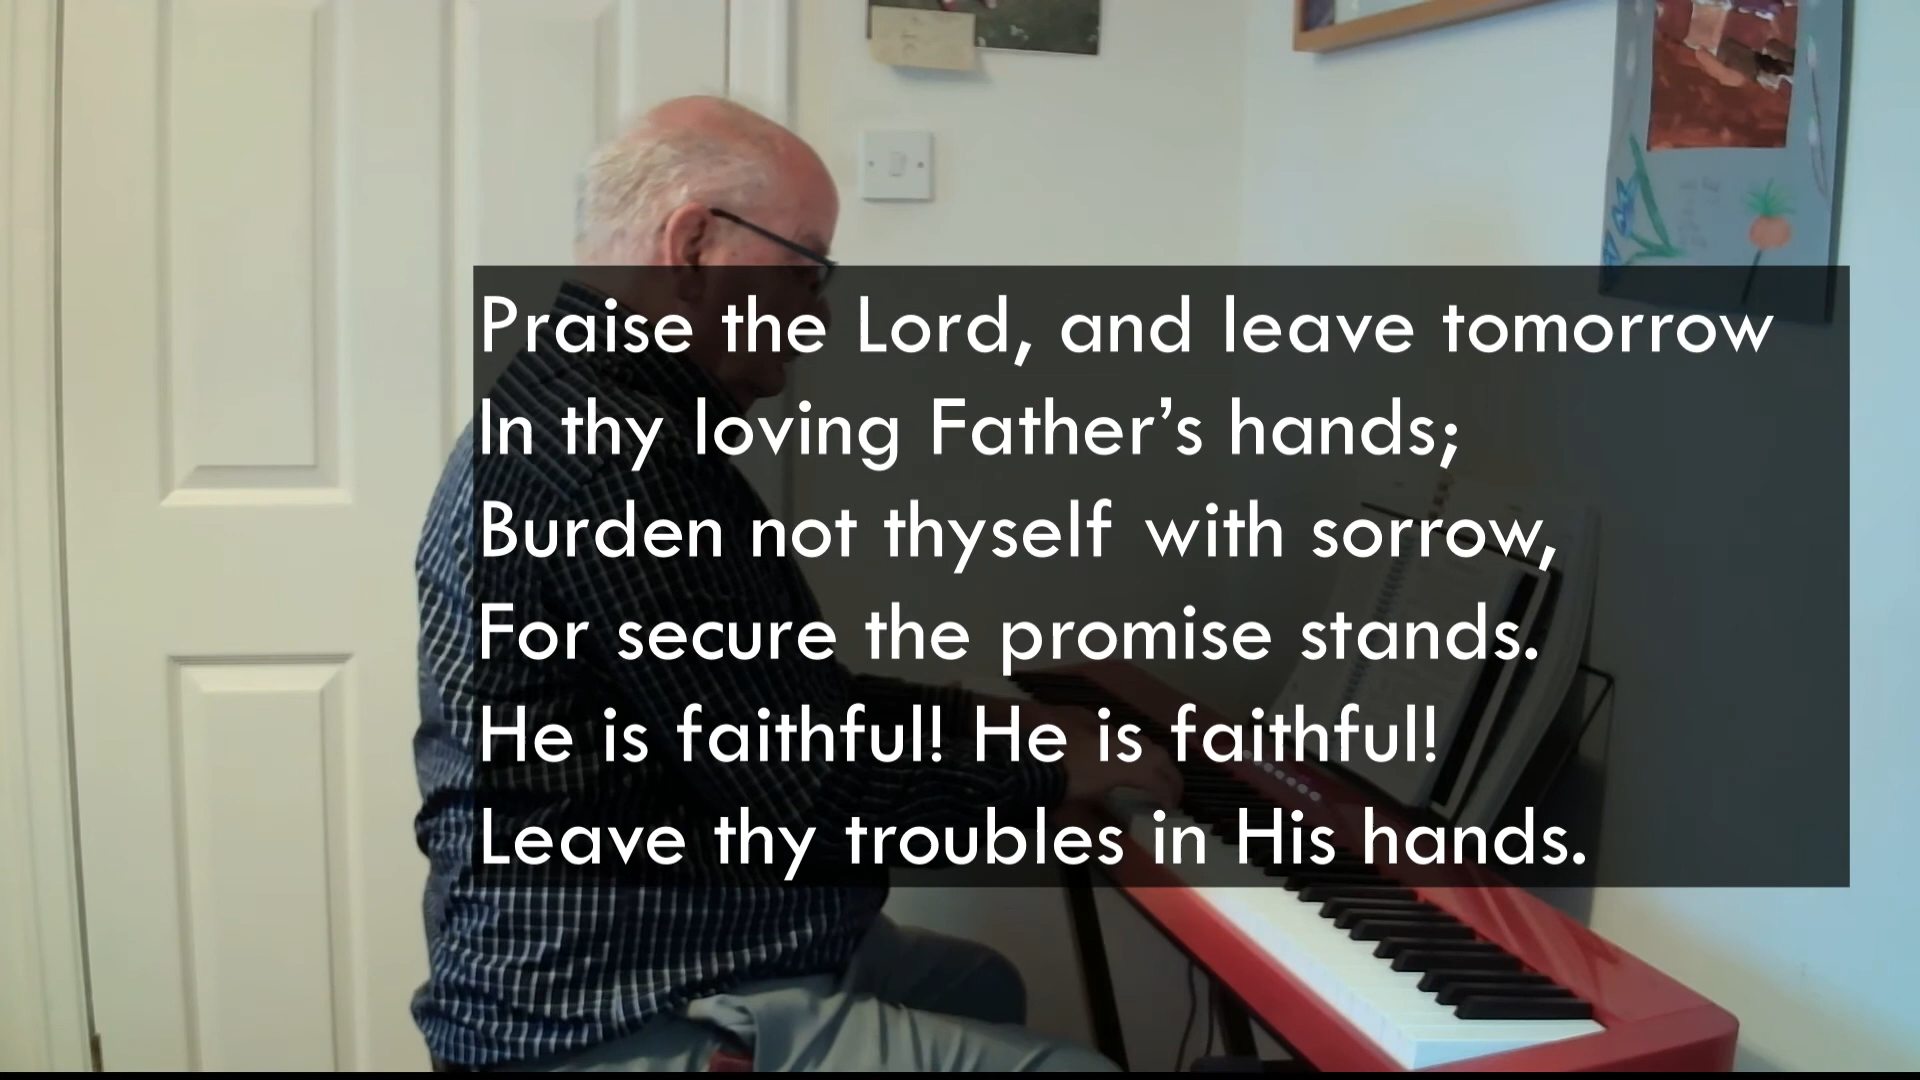 Praise the Lord, and leave tomorrow
In thy loving Father’s hands;
Burden not thyself with sorrow,
For secure the promise stands.
He is faithful! He is faithful!
Leave thy troubles in His hands.